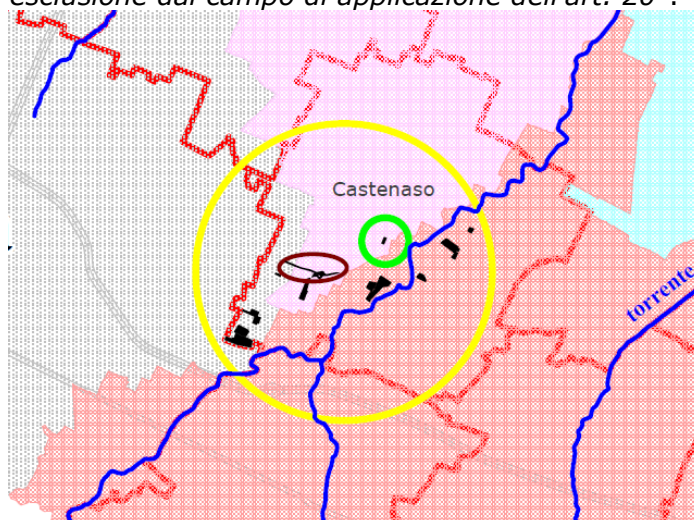 esclusione dal campo di applicazione dell'art. 20".
Castenaso
torrente